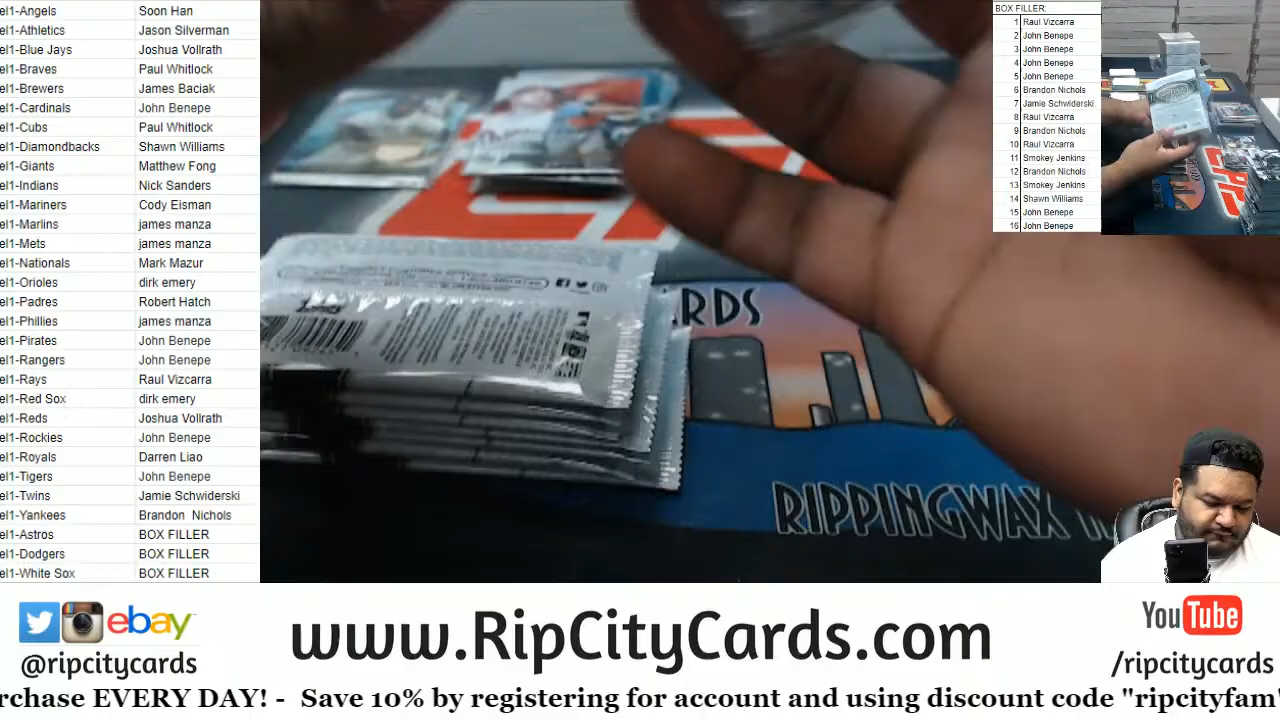 el1-Angels Soon Han
el1-Athletics Jason Silverman
el1-Blue Jays Joshua Vollrath
el1-Braves Paul Whitlock
el1-Brewers James Baciak
el1-Cardinals John Benepe
el1-Cubs Paul Whitlock
el1-Diamondbacks Shawn Williams
el1-Giants Matthew Fong
el1-Indians Nick Sanders
el1-Mariners Cody Eisman
el1-Marlins james manza
el1-Mets james manza
el1-Nationals Mark Mazur
el1-Orioles dirk emery
el1-Padres Robert Hatch
el1-Phillies james manza
el1-Pirates John Benepe
el1-Rangers John Benepe
el1-Rays Raul Vizcarra
el1-Red Sox dirk emery
el1-Reds Joshua Vollrath
el1-Rockies John Benepe
el1-Royals Darren Liao
el1-Tigers John Benepe
el1-Twins Jamie Schwiderski
el1-Yankees Brandon Nichols
el1-Astros BOX FILLER
el1-Dodgers BOX FILLER
el1-White Sox BOX FILLER
BOX FILLER:
1 Raul Vizcarra
2 John Benepe
3 John Benepe
4 John Benepe
5 John Benepe
6 Brandon Nichols
7 Jamie Schwiderski
8 Raul Vizcarra
9 Brandon Nichols
10 Raul Vizcarra
11 Smokey Jenkins
12 Brandon Nichols
13 Smokey Jenkins
14 Shawn Williams
15 John Benepe
16 John Benepe
RDS
RIPPINGWAX
ebay
@ripcitycards
www.RipCityCards.com
YouTube
/ripcitycards
rchase EVERY DAY! - Save 10% by registering for account and using discount code "ripcityfam"